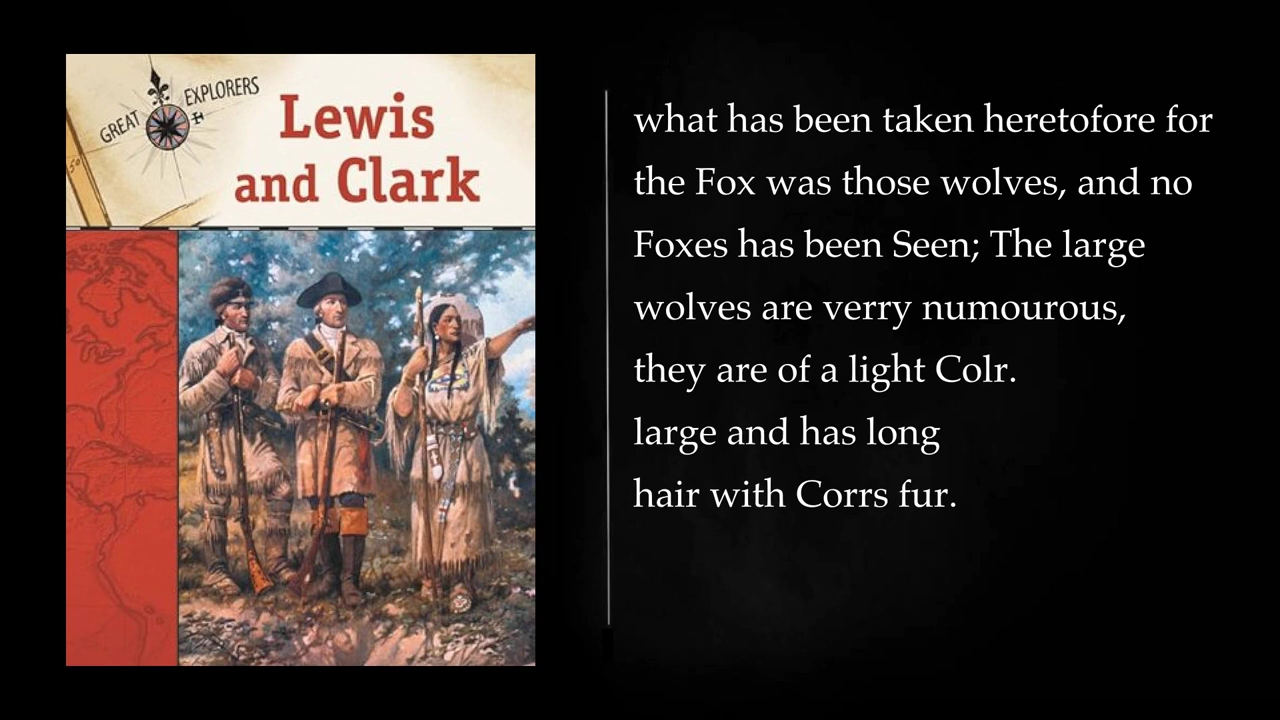 GREAT EXPLORERS
Lewis
and Clark
50
what has been taken heretofore for
the Fox was those wolves, and no
Foxes has been Seen; The large
wolves are verry numourous,
they are of a light Colr.
large and has long
hair with Corrs fur.